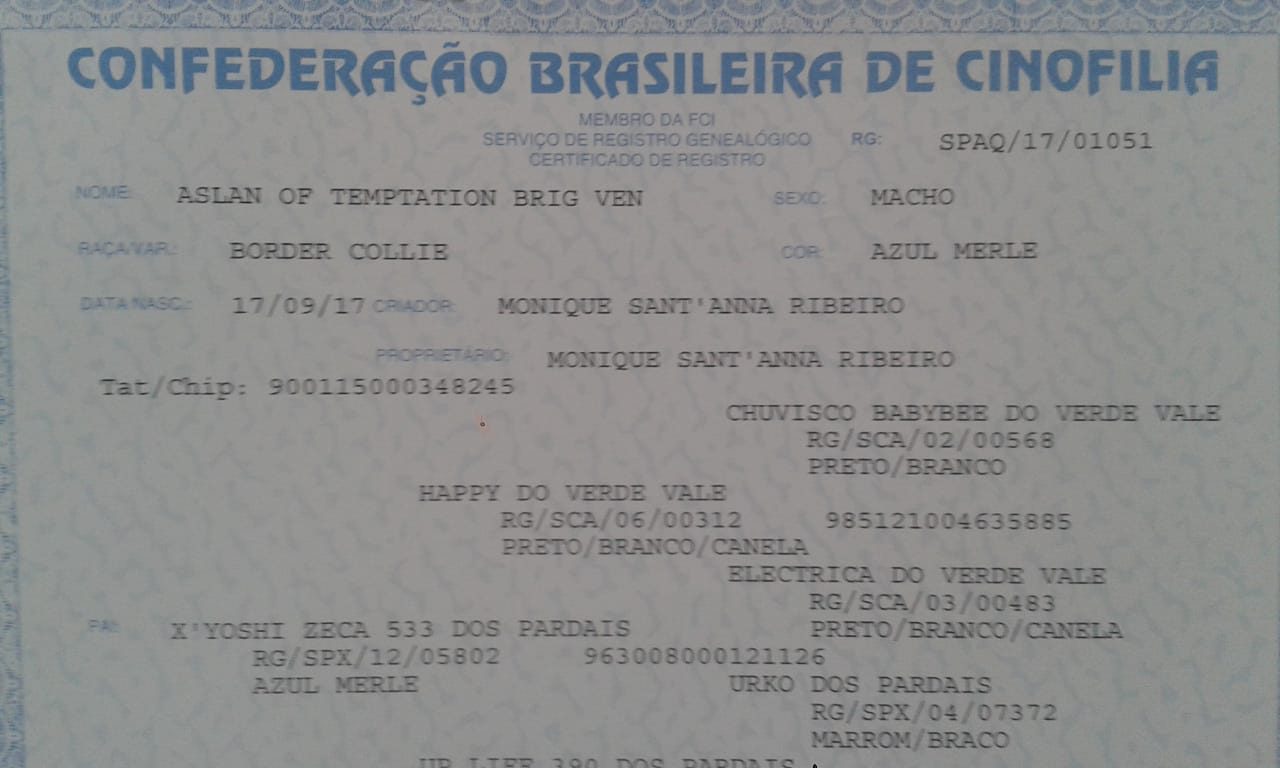 CONFEDERAÇÃO BRASILEIRA DE CINOFILIA
MEMBRO DA FCI
SERVIÇO DE REGISTRO GENEALÓGICO RG: SPAQ/17/01051
CERTIFICADO DE REGISTRO
NOME: ASLAN OF TEMPTATION BRIG VEN SEXO: MACHO
RAÇA/VAR.: BORDER COLLIE COR: AZUL MERLE
DATA NASC.: 17/09/17 CRIADOR: MONIQUE SANT'ANNA RIBEIRO
PROPRIETÁRIO: MONIQUE SANT'ANNA RIBEIRO
Tat/Chip: 900115000348245
CHUVISCO BABYBEE DO VERDE VALE
RG/SCA/02/00568
PRETO/BRANCO
HAPPY DO VERDE VALE
RG/SCA/06/00312 985121004635885
PRETO/BRANCO/CANELA
ELECTRICA DO VERDE VALE
RG/SCA/03/00483
PAI: X'YOSHI ZECA 533 DOS PARDAIS PRETO/BRANCO/CANELA
RG/SPX/12/05802 963008000121126
AZUL MERLE URKO DOS PARDAIS
RG/SPX/04/07372
MARROM/BRACO
UP LIFE 390 DOS PARDAIS